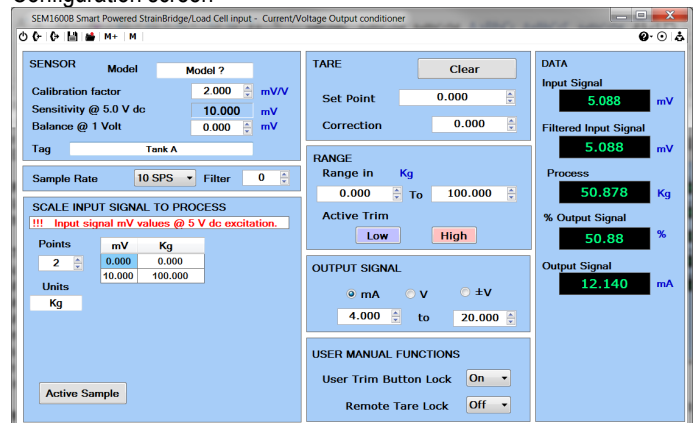 Configuration screen
SEM1600B Smart Powered StrainBridge/Load Cell input - Current/Voltage Output conditioner
M+ | M
SENSOR
Model Model ?
Calibration factor 2.000 mV/V
Sensitivity @ 5.0 V dc 10.000 mV
Balance @ 1 Volt 0.000 mV
Tag Tank A
Sample Rate 10 SPS Filter 0
SCALE INPUT SIGNAL TO PROCESS
!!! Input signal mV values @ 5 V dc excitation.
Points mV Kg
2 0.000 0.000
10.000 100.000
Units
Kg
Active Sample
TARE
Clear
Set Point 0.000
Correction 0.000
RANGE
Range in Kg
0.000 To 100.000
Active Trim
Low High
OUTPUT SIGNAL
mA V ±V
4.000 to 20.000
USER MANUAL FUNCTIONS
User Trim Button Lock On
Remote Tare Lock Off
DATA
Input Signal
5.088 mV
Filtered Input Signal
5.088 mV
Process
50.878 Kg
% Output Signal
50.88 %
Output Signal
12.140 mA